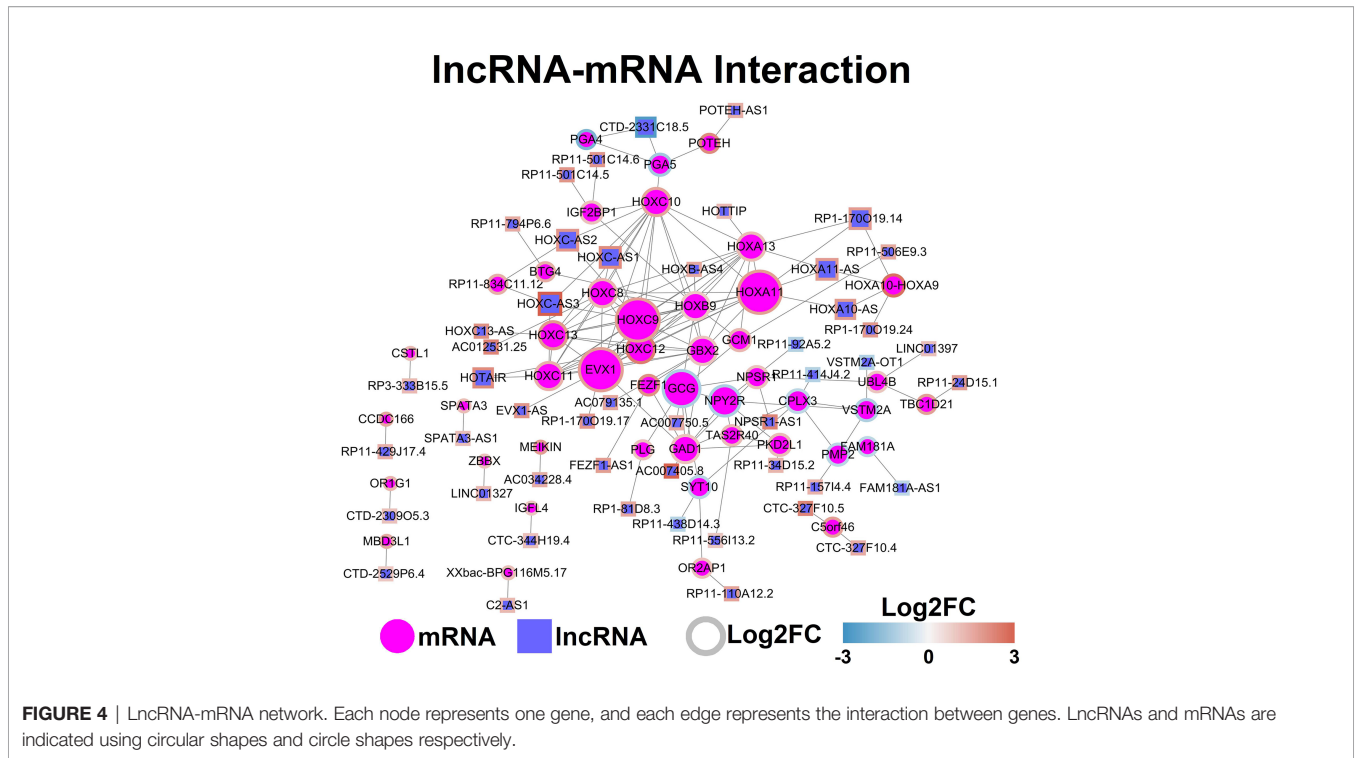 lncRNA-mRNA Interaction
POTEH-AS1
CTD-2331C18.5
PGA4
POTEH
RP11-501C14.6
PGA5
RP11-501C14.5
HOXC10
IGF2BP1
HOTTIP
RP1-170O19.14
RP11-794P6.6
HOXC-AS2
HOXA13
RP11-506E9.3
HOXC-AS1
BTG4
HOXB-AS4
HOXA11-AS
RP11-834C11.12
HOXC8
HOXA11
HOXA10-HOXA9
HOXC-AS3
HOXB9
HOXA10-AS
HOXC9
HOXC13-AS
HOXC13
RP1-170O19.24
GCM1
RP11-92A5.2
AC012531.25
HOXC12
GBX2
LINC01397
CSTL1
VSTM2A-OT1
EVX1
HOTAIR
HOXC11
NPSR1
RP11-414J4.2
UBL4B
RP11-24D15.1
RP3-333B15.5
FEZF1
GCG
NPY2R
CPLX3
TBC1D21
AC079135.1
SPATA3
EVX1-AS
VSTM2A
CCDC166
RP1-170O19.17
AC007750.5
NPSR1-AS1
SPATA3-AS1
TAS2R40
MEIKIN
PLG
GAD1
PKD2L1
FAM181A
RP11-429J17.4
PMP2
ZBBX
FEZF1-AS1
AC007405.8
RP11-34D15.2
AC034228.4
OR1G1
SYT10
RP11-157I4.4
FAM181A-AS1
LINC01327
IGFL4
RP1-81D8.3
CTC-327F10.5
CTD-2309O5.3
RP11-438D14.3
C5orf46
MBD3L1
CTC-344H19.4
RP11-556I13.2
CTC-327F10.4
XXbac-BPG116M5.17
OR2AP1
CTD-2529P6.4
RP11-110A12.2
C2-AS1
Log2FC
mRNA
lncRNA
Log2FC
-3 0 3
FIGURE 4 | LncRNA-mRNA network. Each node represents one gene, and each edge represents the interaction between genes. LncRNAs and mRNAs are
indicated using circular shapes and circle shapes respectively.